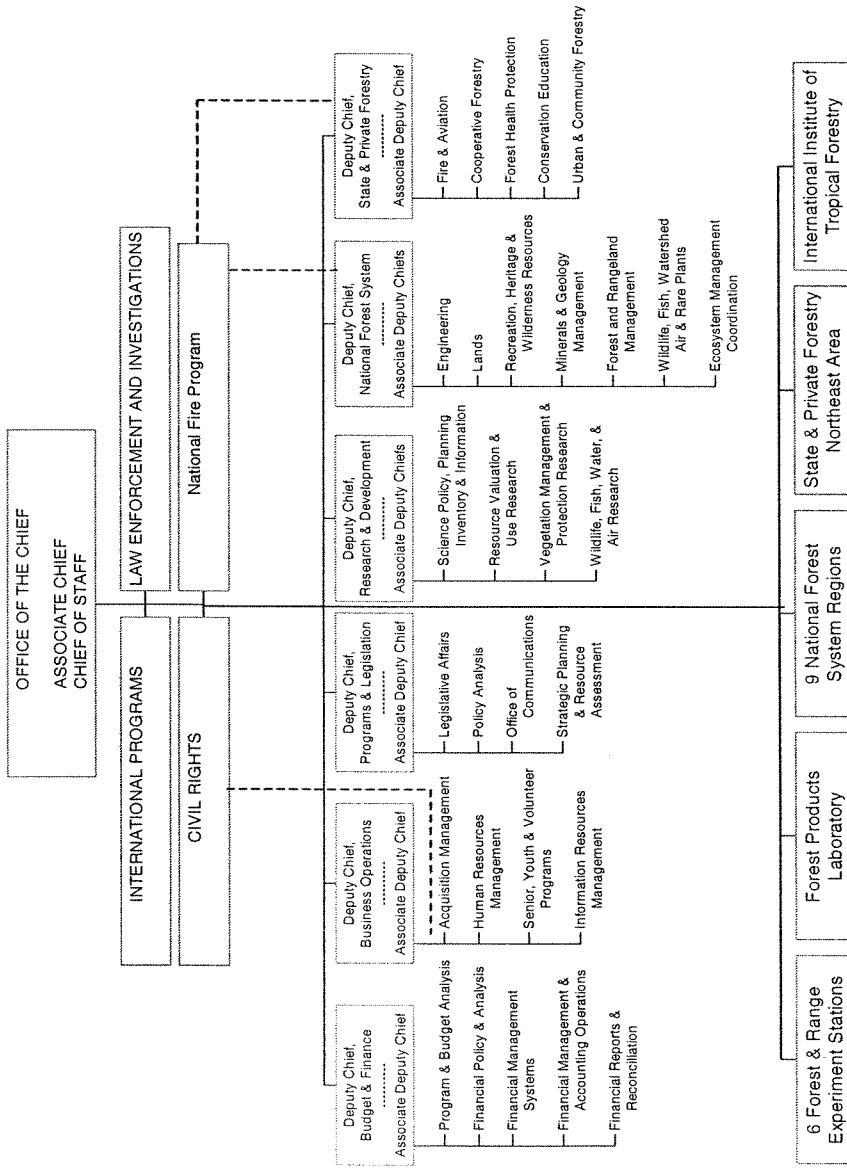 OFFICE OF THE CHIEF
ASSOCIATE CHIEF
CHIEF OF STAFF
INTERNATIONAL PROGRAMS
LAW ENFORCEMENT AND INVESTIGATIONS
CIVIL RIGHTS
National Fire Program
Deputy Chief,
Budget & Finance
Associate Deputy Chief
Program & Budget Analysis
Financial Policy & Analysis
Financial Management
Systems
Financial Management &
Accounting Operations
Financial Reports &
Reconciliation
Deputy Chief,
Business Operations
Associate Deputy Chief
Acquisition Management
Human Resources
Management
Senior, Youth & Volunteer
Programs
Information Resources
Management
Deputy Chief,
Programs & Legislation
Associate Deputy Chief
Legislative Affairs
Policy Analysis
Office of
Communications
Strategic Planning
& Resource
Assessment
Deputy Chief,
Research & Development
Associate Deputy Chiefs
Science Policy, Planning
Inventory & Information
Resource Valuation &
Use Research
Vegetation Management &
Protection Research
Wildlife, Fish, Water, &
Air Research
Deputy Chief,
National Forest System
Associate Deputy Chiefs
Engineering
Lands
Recreation, Heritage &
Wilderness Resources
Minerals & Geology
Management
Forest and Rangeland
Management
Wildlife, Fish, Watershed
Air & Rare Plants
Ecosystem Management
Coordination
Deputy Chief,
State & Private Forestry
Associate Deputy Chief
Fire & Aviation
Cooperative Forestry
Forest Health Protection
Conservation Education
Urban & Community Forestry
6 Forest & Range
Experiment Stations
Forest Products
Laboratory
9 National Forest
System Regions
State & Private Forestry
Northeast Area
International Institute of
Tropical Forestry